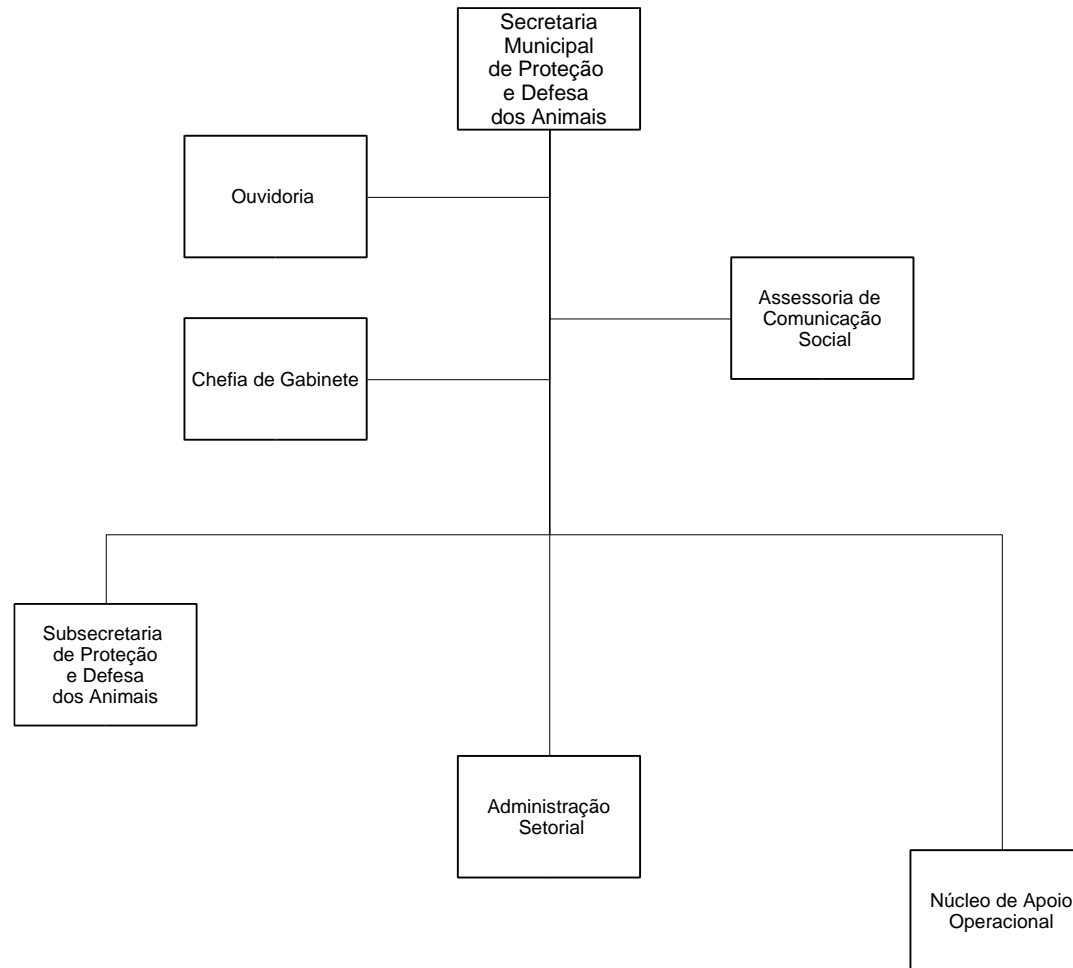 Secretaria
Municipal
de Proteção
e Defesa
dos Animais
Ouvidoria
Assessoria de
Comunicação
Social
Chefia de Gabinete
Subsecretaria
de Proteção
e Defesa
dos Animais
Administração
Setorial
Núcleo de Apoio
Operacional